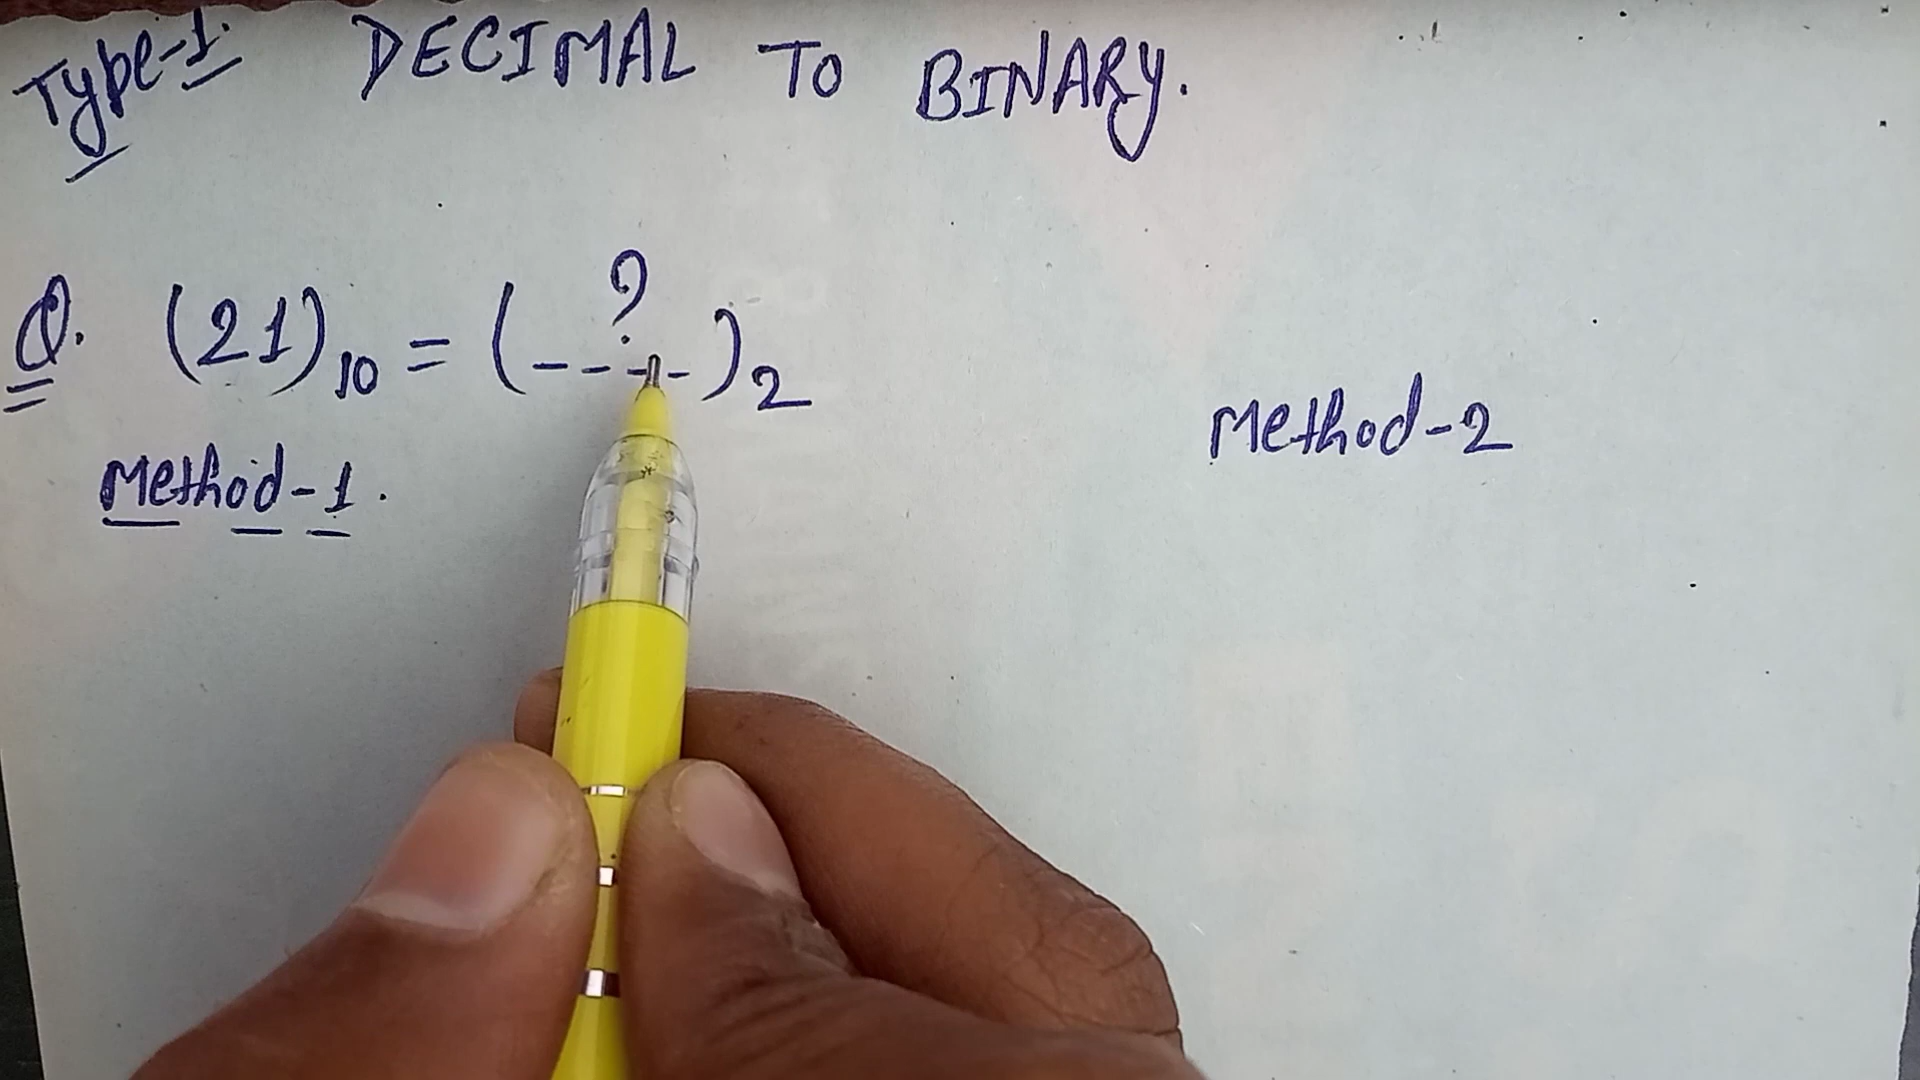 Type-1. DECIMAL TO BINARY.
Q. (21)10 = (- - ? - -)2
Method-1.
Method-2